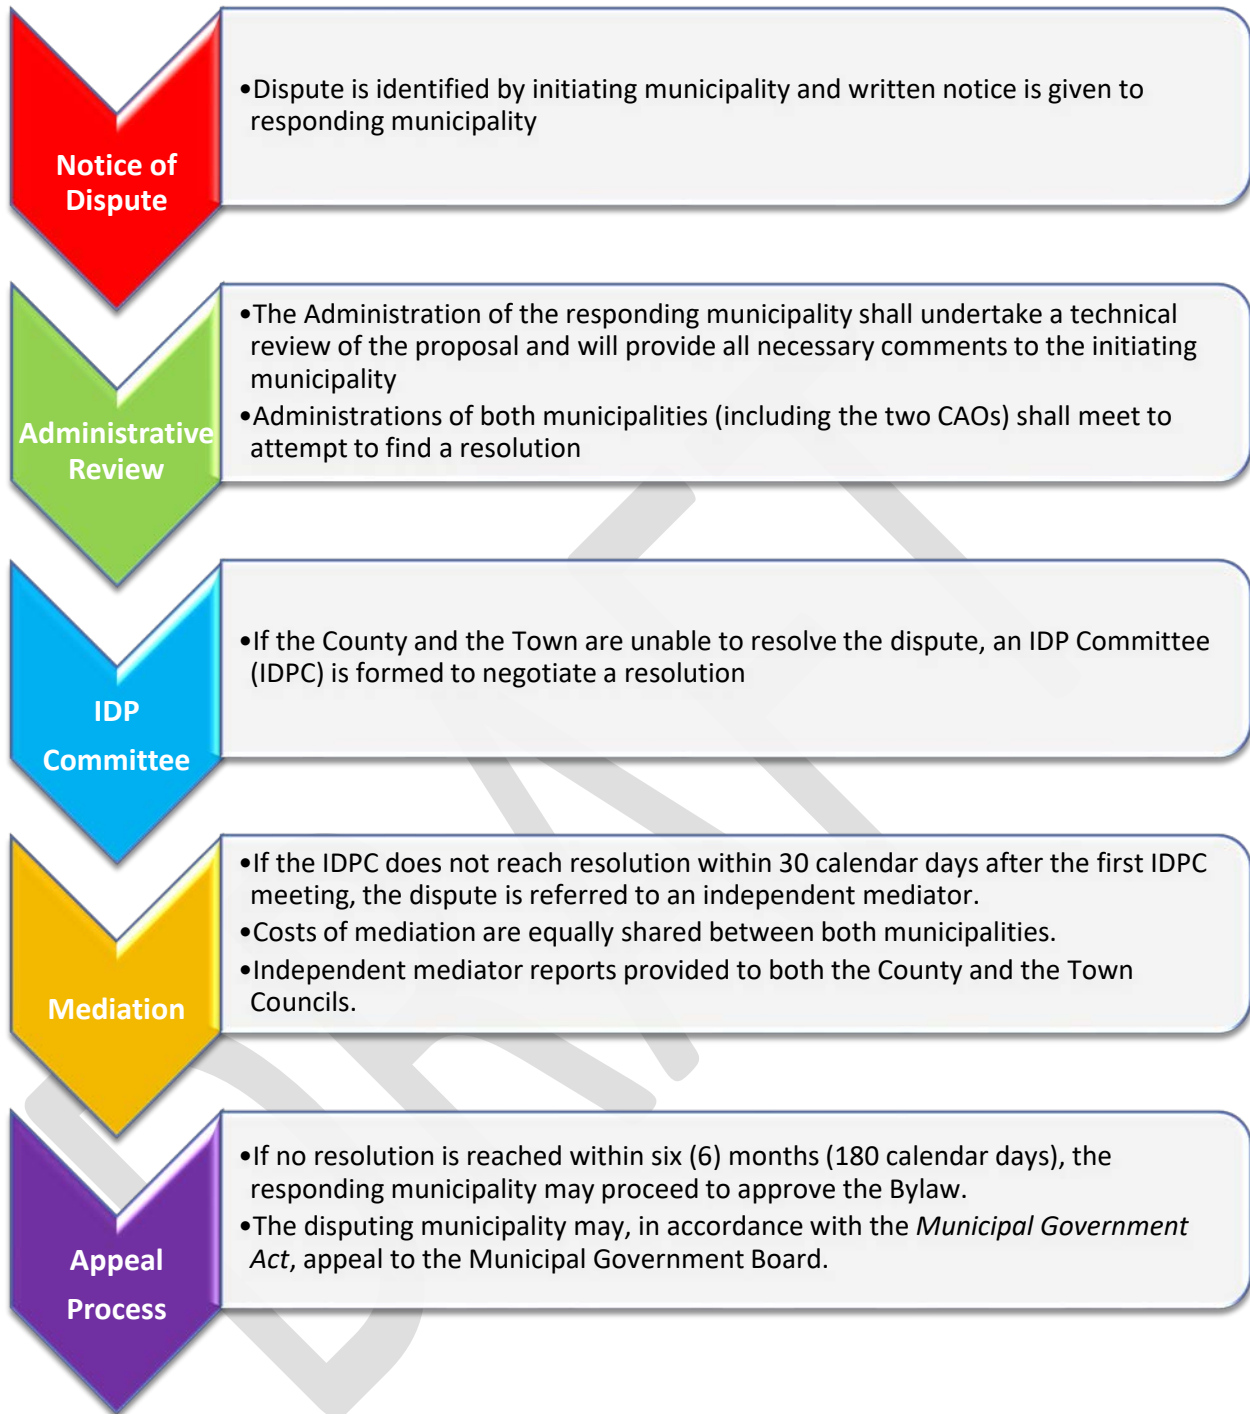 Notice of
Dispute
•Dispute is identified by initiating municipality and written notice is given to
responding municipality
Administrative
Review
•The Administration of the responding municipality shall undertake a technical
review of the proposal and will provide all necessary comments to the initiating
municipality
•Administrations of both municipalities (including the two CAOs) shall meet to
attempt to find a resolution
IDP
Committee
•If the County and the Town are unable to resolve the dispute, an IDP Committee
(IDPC) is formed to negotiate a resolution
Mediation
•If the IDPC does not reach resolution within 30 calendar days after the first IDPC
meeting, the dispute is referred to an independent mediator.
•Costs of mediation are equally shared between both municipalities.
•Independent mediator reports provided to both the County and the Town
Councils.
Appeal
Process
•If no resolution is reached within six (6) months (180 calendar days), the
responding municipality may proceed to approve the Bylaw.
•The disputing municipality may, in accordance with the Municipal Government
Act, appeal to the Municipal Government Board.
DRAFT